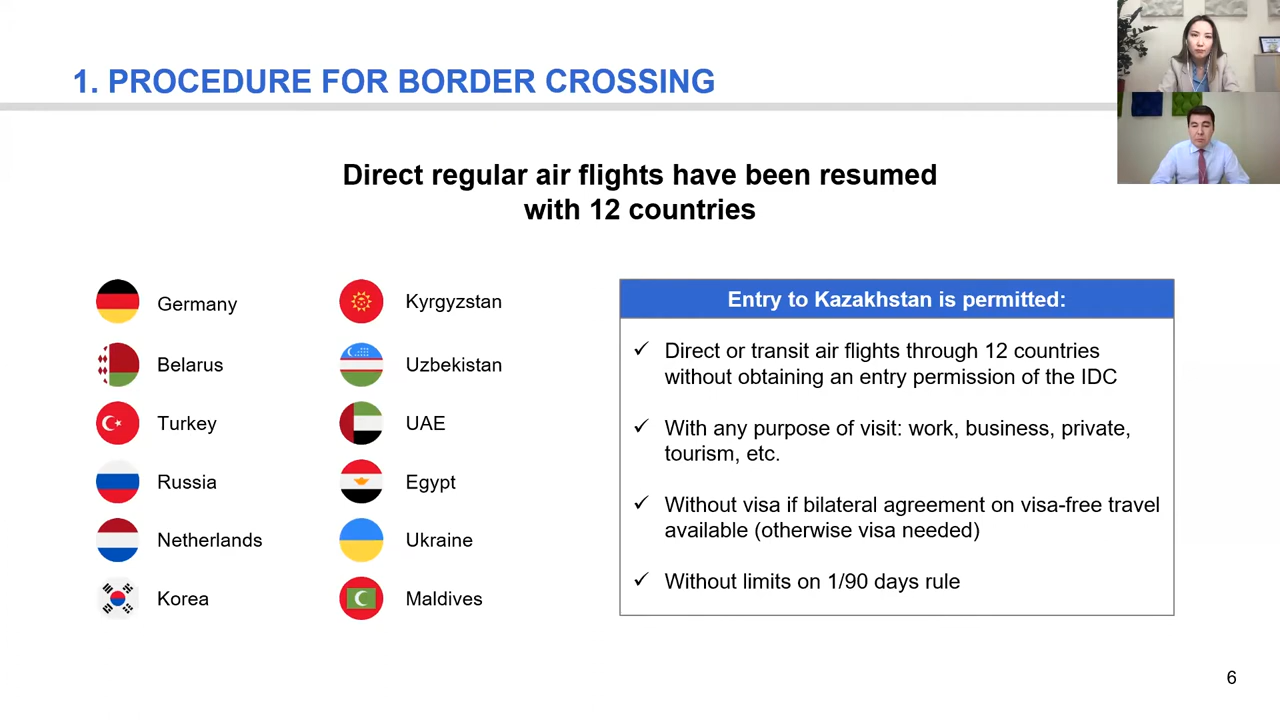 1. PROCEDURE FOR BORDER CROSSING
Direct regular air flights have been resumed
with 12 countries
Germany
Belarus
Turkey
Russia
Netherlands
Korea
Kyrgyzstan
Uzbekistan
UAE
Egypt
Ukraine
Maldives
Entry to Kazakhstan is permitted:
✓ Direct or transit air flights through 12 countries
without obtaining an entry permission of the IDC
✓ With any purpose of visit: work, business, private,
tourism, etc.
✓ Without visa if bilateral agreement on visa-free travel
available (otherwise visa needed)
✓ Without limits on 1/90 days rule
6